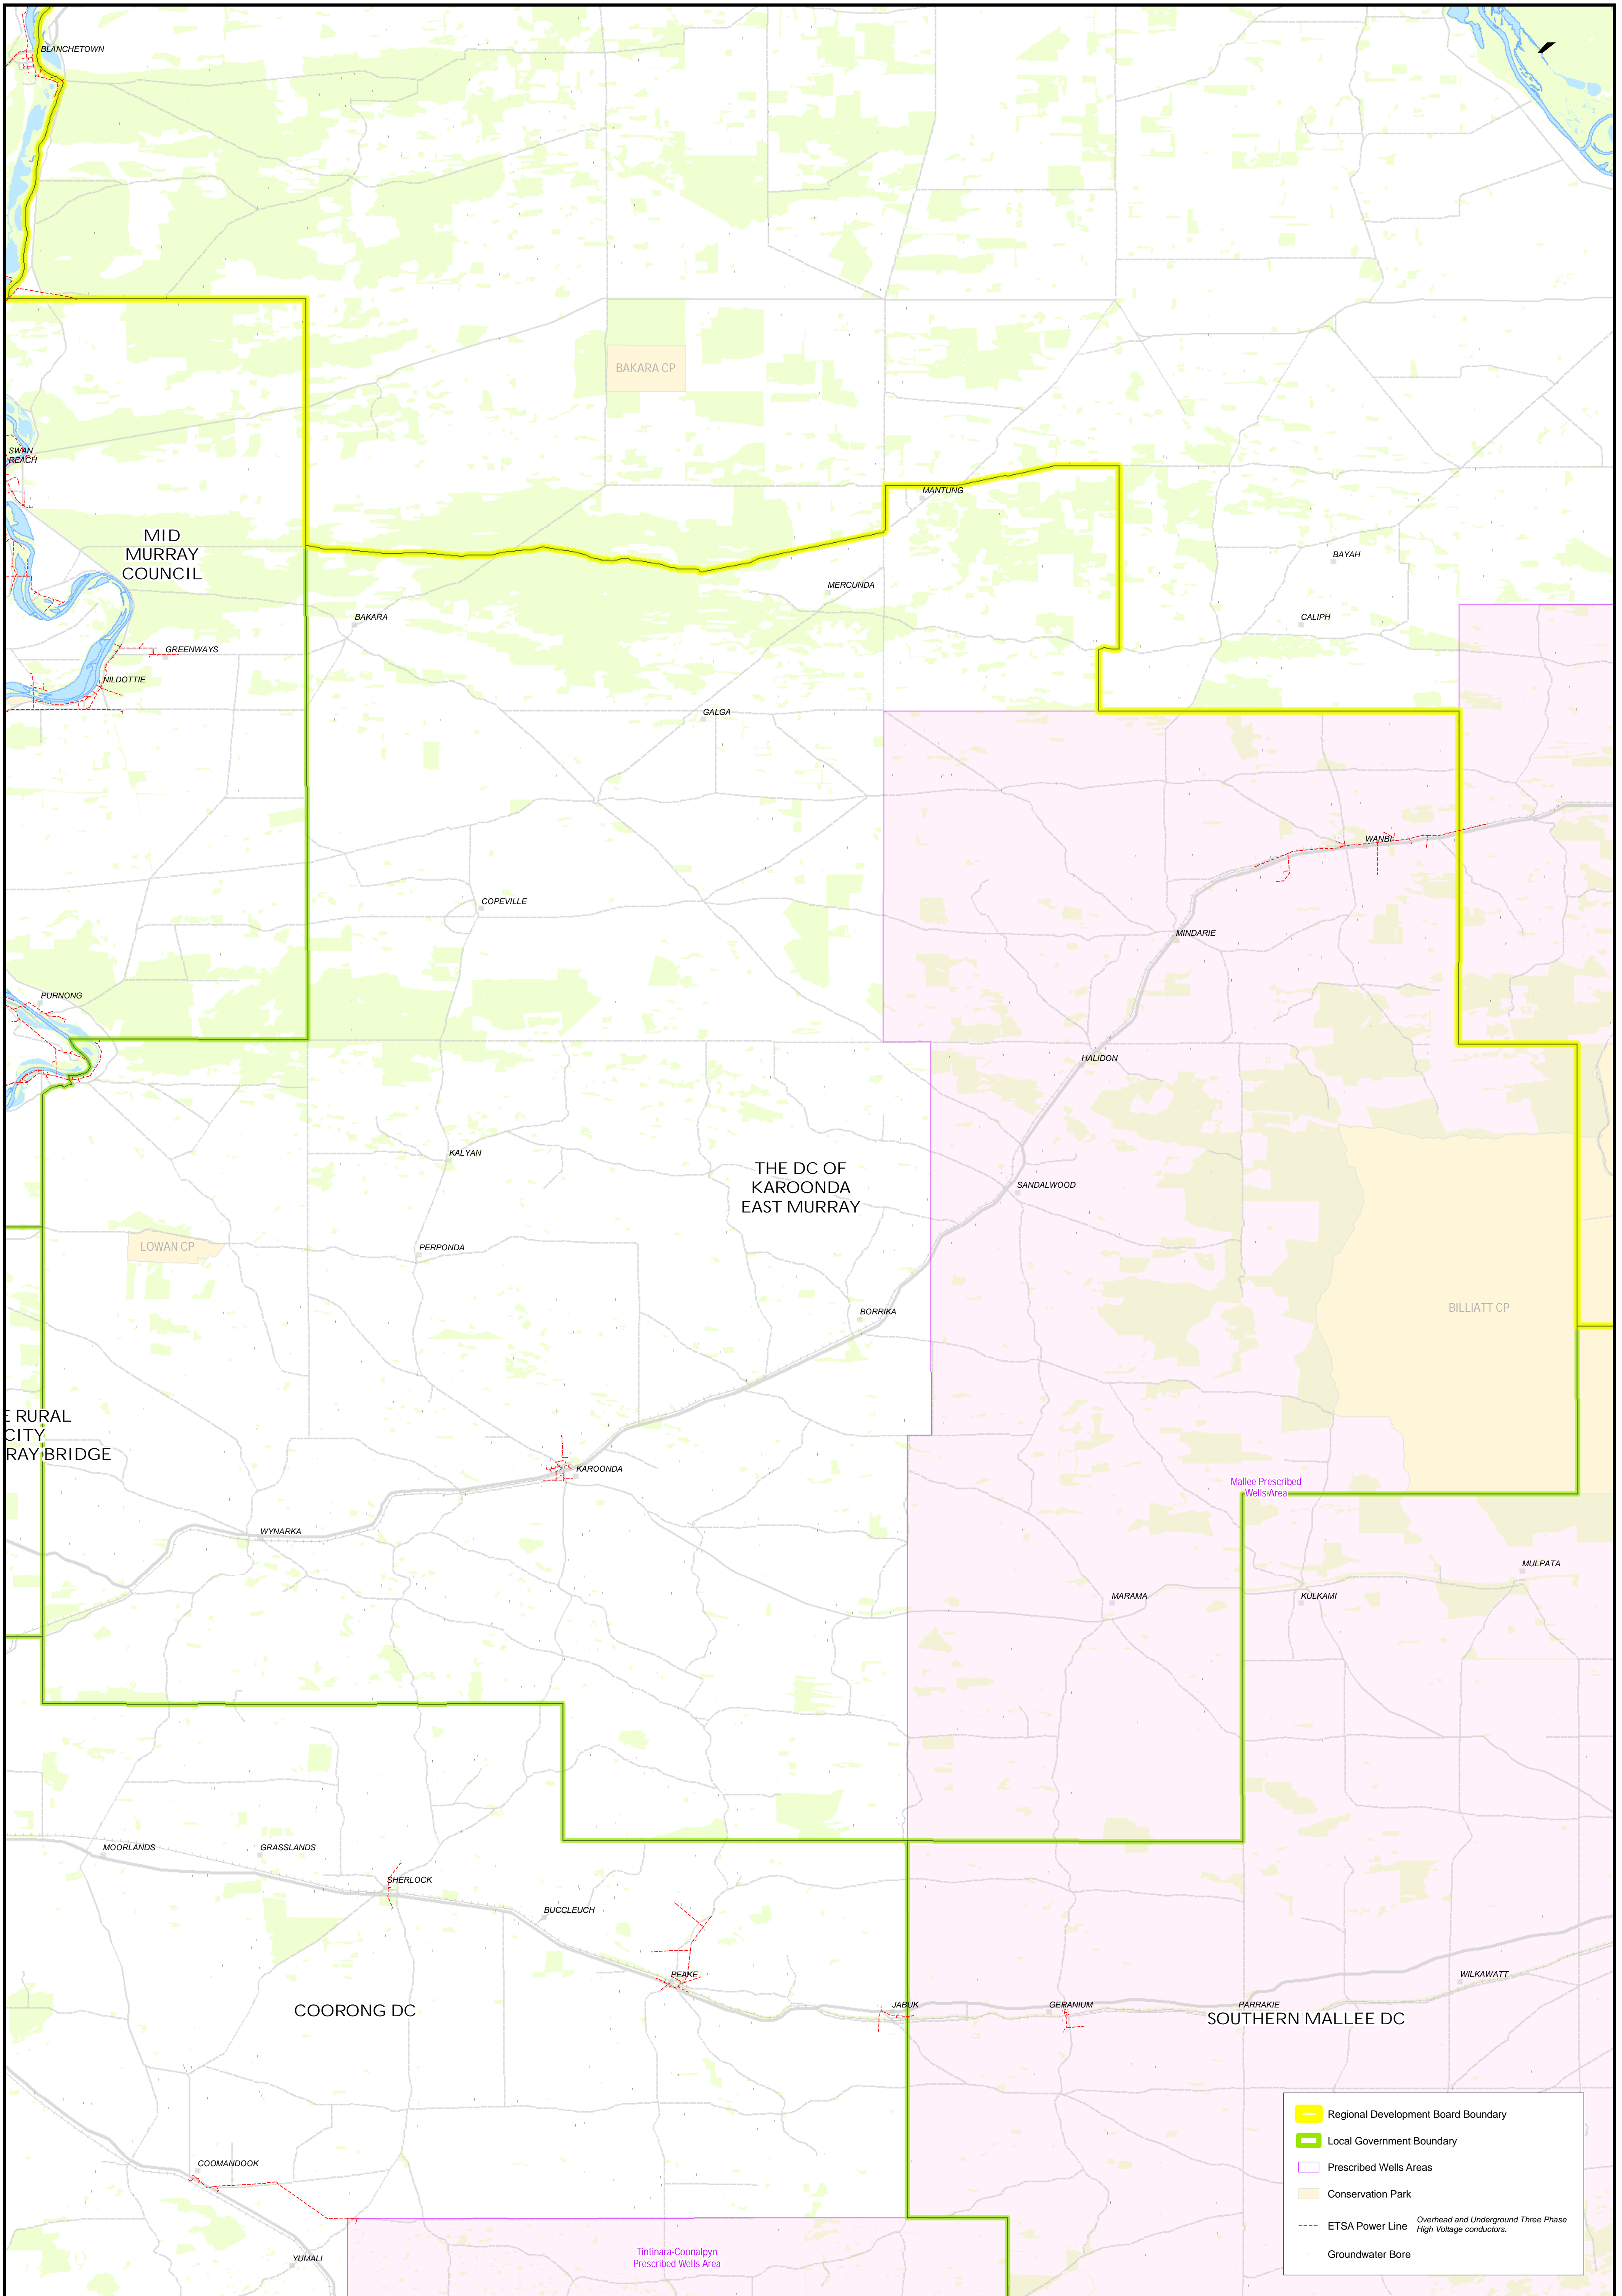 BLANCHETOWN
BAKARA CP
SWAN
REACH
MANTUNG
MID
MURRAY
COUNCIL
BAYAH
MERCUNDA
BAKARA
CALIPH
GREENWAYS
NILDOTTIE
GALGA
WANBI
COPEVILLE
MINDARIE
PURNONG
HALIDON
KALYAN
THE DC OF
KAROONDA
EAST MURRAY
SANDALWOOD
LOWAN CP
PERPONDA
BORRIKA
BILLIATT CP
E RURAL
CITY
RAY BRIDGE
KAROONDA
Mallee Prescribed
Wells Area
WYNARKA
MULPATA
MARAMA
KULKAMI
MOORLANDS
GRASSLANDS
SHERLOCK
BUCCLEUCH
PEAKE
WILKAWATT
JABUK
GERANIUM
PARRAKIE
COORONG DC
SOUTHERN MALLEE DC
COOMANDOOK
YUMALI
Tintinara-Coonalpyn
Prescribed Wells Area
Regional Development Board Boundary
Local Government Boundary
Prescribed Wells Areas
Conservation Park
ETSA Power Line
Overhead and Underground Three Phase
High Voltage conductors.
Groundwater Bore